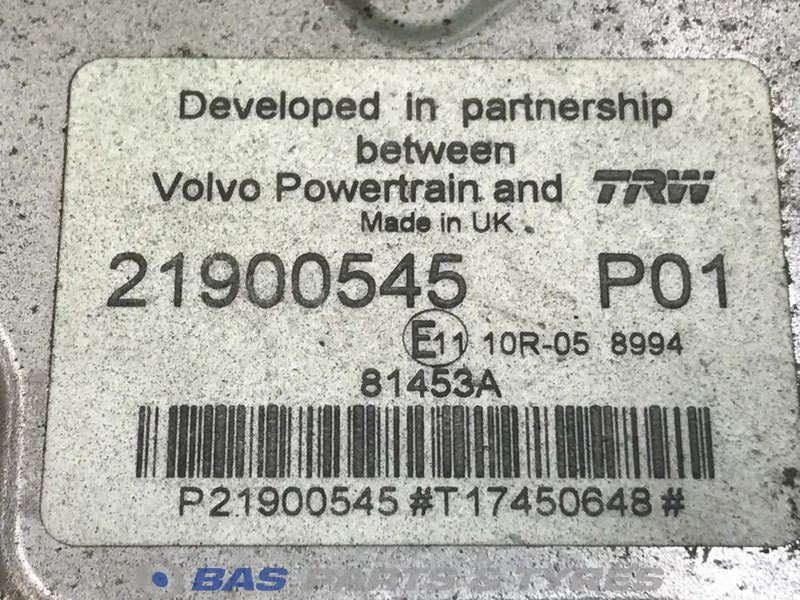 Developed in partnership
between
Volvo Powertrain and TRW
Made in UK
21900545 P01
E11 10R-05 8994
81453A
P21900545#T17450648#
BAS PARTS & TYRES